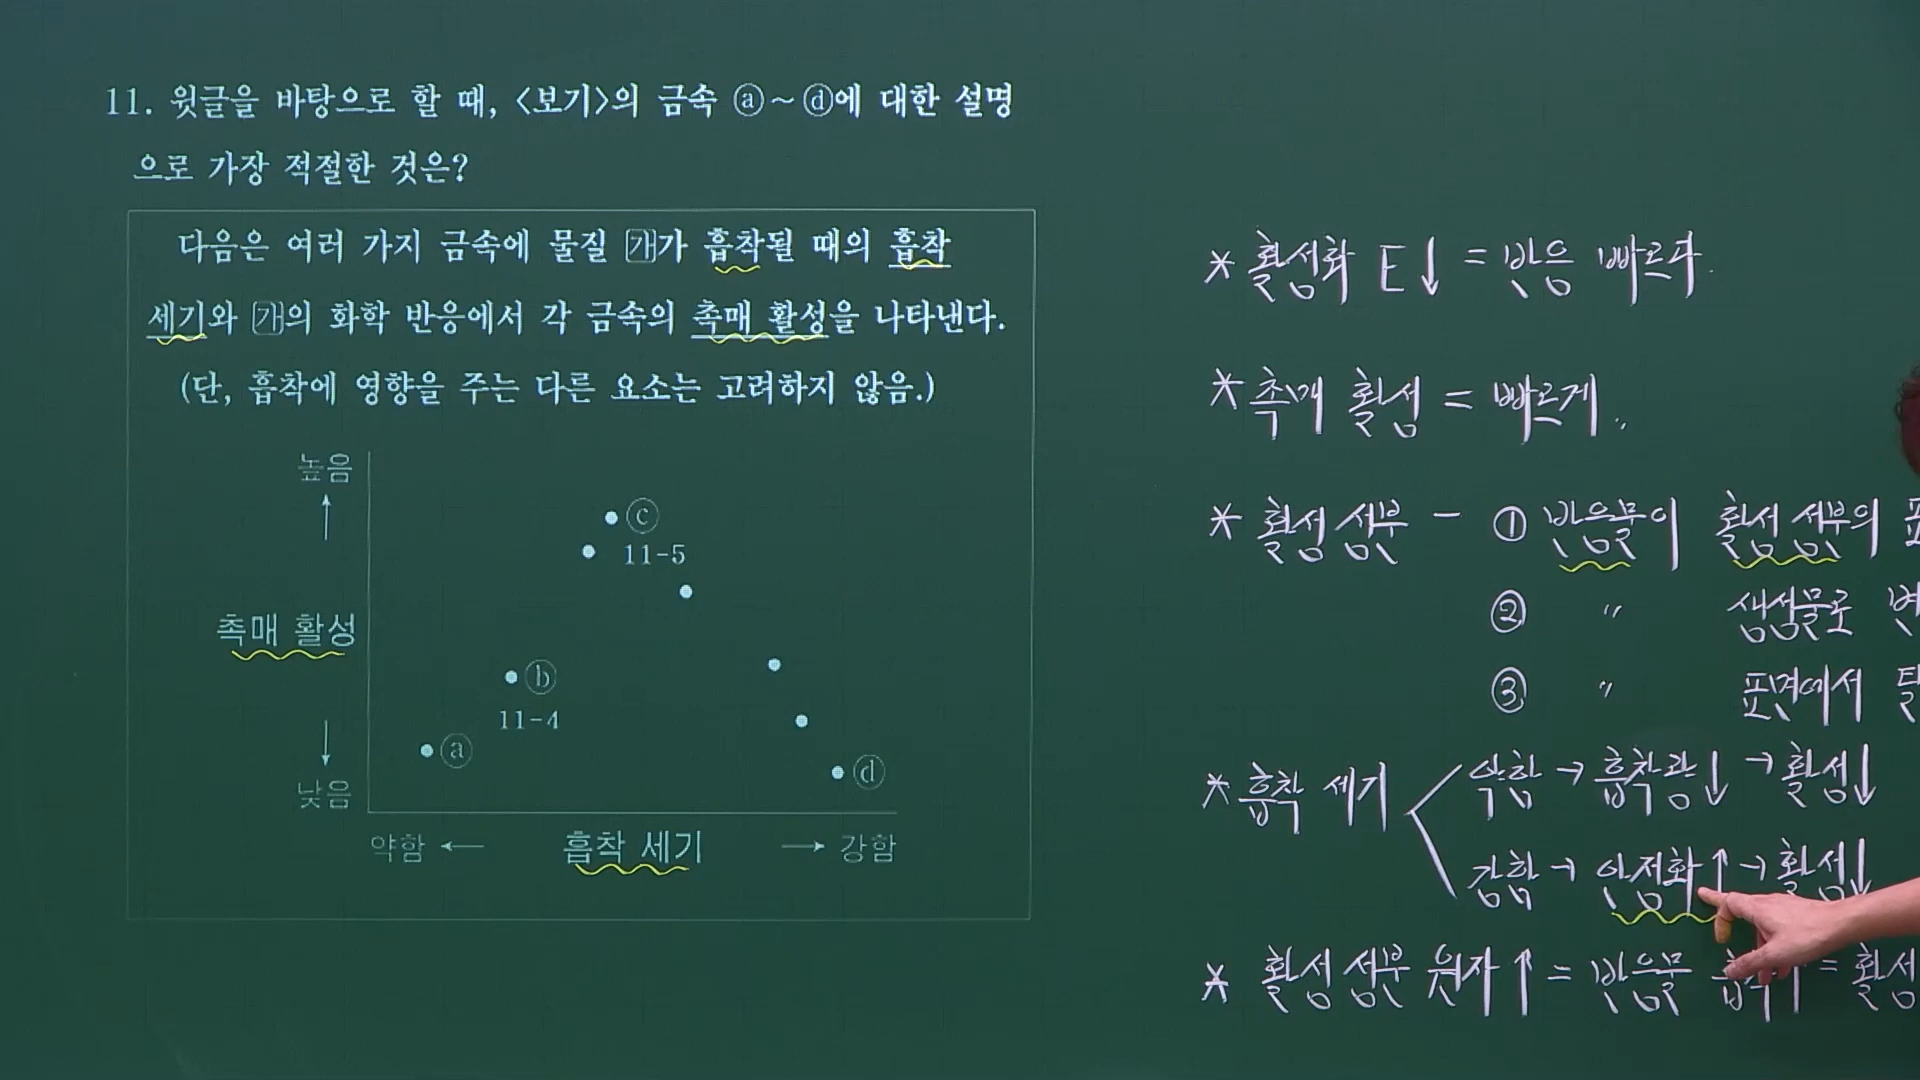 11. 윗글을 바탕으로 할 때, <보기>의 금속 ⓐ~ⓓ에 대한 설명
으로 가장 적절한 것은?
다음은 여러 가지 금속에 물질 가가 흡착될 때의 흡착
세기와 가의 화학 반응에서 각 금속의 촉매 활성을 나타낸다.
(단, 흡착에 영향을 주는 다른 요소는 고려하지 않음.)
높음
↑
촉매 활성
↓
낮음
ⓒ
11-5
ⓑ
11-4
ⓐ
ⓓ
약함 ← 흡착 세기 → 강함
* 활성화 E↓ = 반응 빠르다.
* 촉매 활성 = 빠르게..
* 활성 성분 - ① 반응물이 활성 성분의
② 〃 생성물로
③ 〃 표면에서
* 흡착 세기 < 약함 → 흡착량↓ → 활성↓
강함 → 안정화↑ → 활성↓
* 활성 성분 원자↑ = 반응물 = 활성